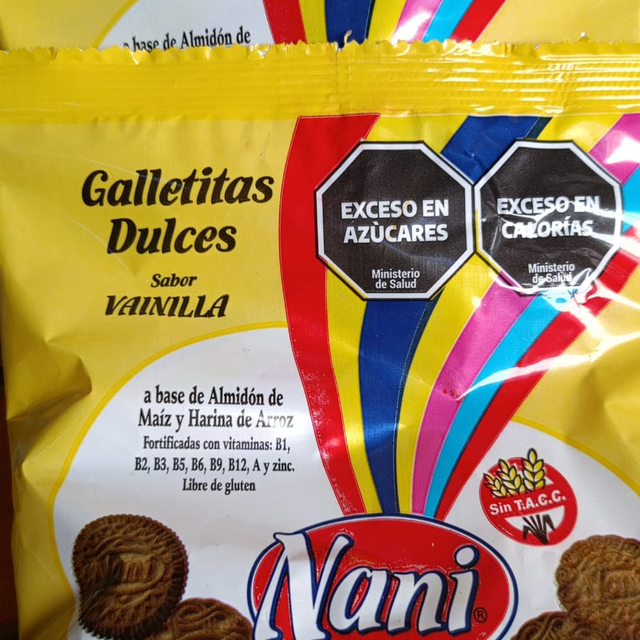 a base de Almidón de
Galletitas
Dulces
Sabor
VAINILLA
EXCESO EN
AZÙCARES
Ministerio
de Salud
EXCESO EN
CALORÍAS
Ministerio
de Salud
a base de Almidón de
Maíz y Harina de Arroz
Fortificadas con vitaminas: B1,
B2, B3, B5, B6, B9, B12, A y zinc.
Libre de gluten
Sin T.A.C.C.
Nani
®